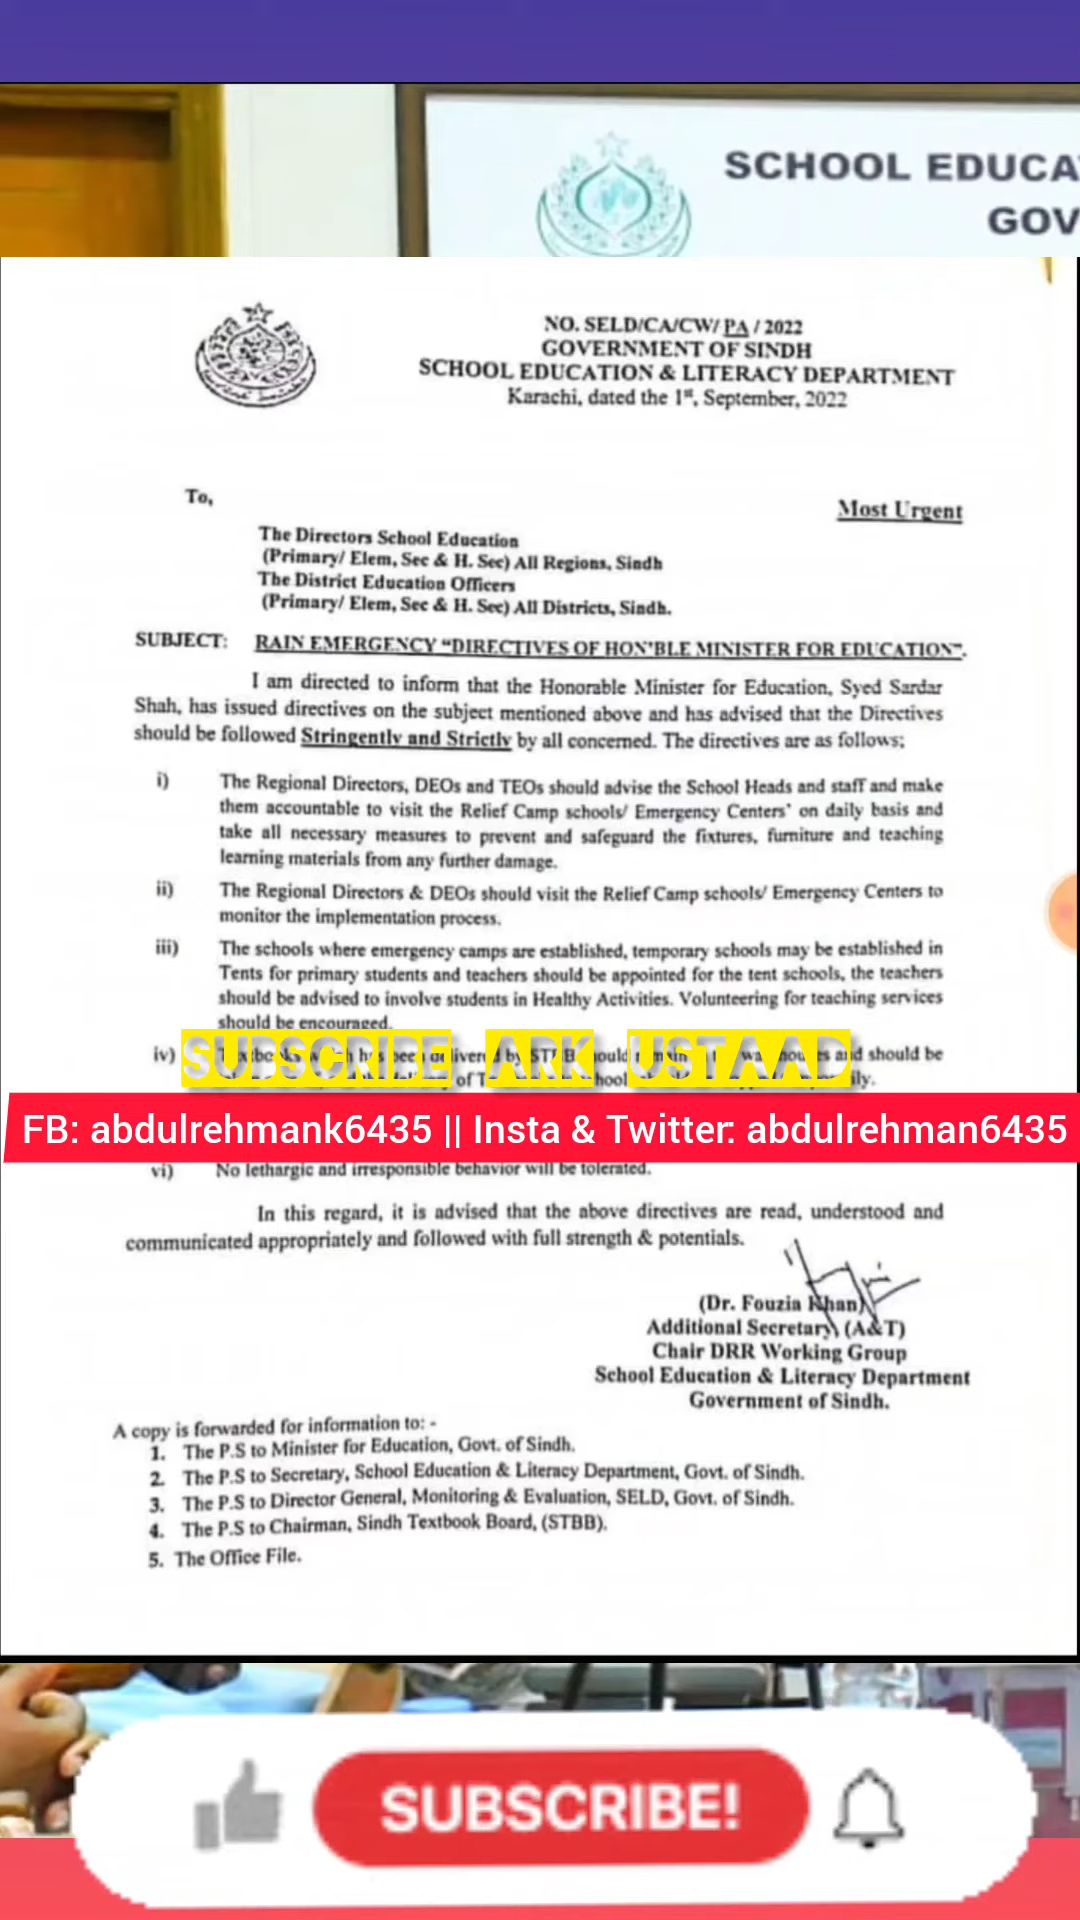 SCHOOL EDUCA
GOV
NO. SELD/CA/CW/ PA / 2022
GOVERNMENT OF SINDH
SCHOOL EDUCATION & LITERACY DEPARTMENT
Karachi, dated the 1st, September, 2022
To,
Most Urgent
The Directors School Education
(Primary/ Elem, Sec & H. Sec) All Regions, Sindh
The District Education Officers
(Primary/ Elem, Sec & H. Sec) All Districts, Sindh.
SUBJECT: RAIN EMERGENCY “DIRECTIVES OF HON’BLE MINISTER FOR EDUCATION”.
I am directed to inform that the Honorable Minister for Education, Syed Sardar
Shah, has issued directives on the subject mentioned above and has advised that the Directives
should be followed Stringently and Strictly by all concerned. The directives are as follows;
i) The Regional Directors, DEOs and TEOs should advise the School Heads and staff and make
them accountable to visit the Relief Camp schools/ Emergency Centers’ on daily basis and
take all necessary measures to prevent and safeguard the fixtures, furniture and teaching
learning materials from any further damage.
ii) The Regional Directors & DEOs should visit the Relief Camp schools/ Emergency Centers to
monitor the implementation process.
iii) The schools where emergency camps are established, temporary schools may be established in
Tents for primary students and teachers should be appointed for the tent schools, the teachers
should be advised to involve students in Healthy Activities. Volunteering for teaching services
should be encouraged.
iv) and should be
of
SUBSCRIBE ARK USTAAD
FB: abdulrehmank6435 || Insta & Twitter: abdulrehman6435
vi) No lethargic and irresponsible behavior will be tolerated.
In this regard, it is advised that the above directives are read, understood and
communicated appropriately and followed with full strength & potentials.
(Dr. Fouzia Khan)
Additional Secretary (A&T)
Chair DRR Working Group
School Education & Literacy Department
Government of Sindh.
A copy is forwarded for information to: -
1. The P.S to Minister for Education, Govt. of Sindh.
2. The P.S to Secretary, School Education & Literacy Department, Govt. of Sindh.
3. The P.S to Director General, Monitoring & Evaluation, SELD, Govt. of Sindh.
4. The P.S to Chairman, Sindh Textbook Board, (STBB).
5. The Office File.
SUBSCRIBE!